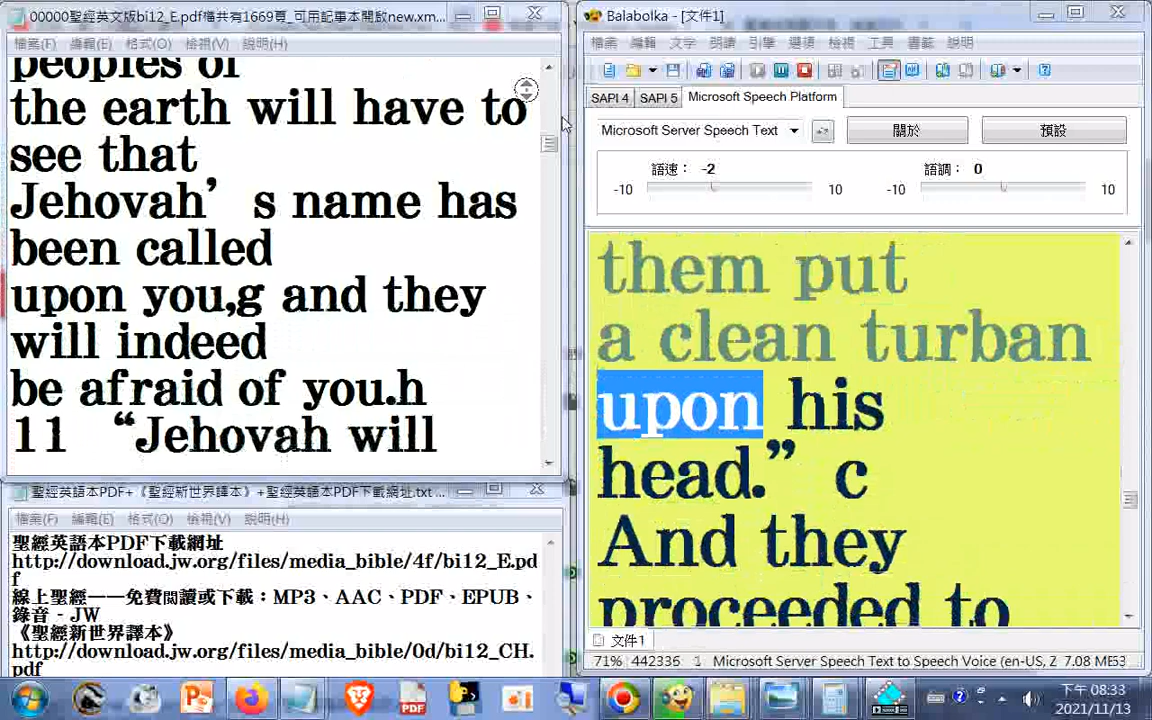 00000聖經英文版bi12_E.pdf檔共有1669頁_可用記事本開啟new.xm...
檔案(F) 編輯(E) 格式(O) 檢視(V) 說明(H)
peoples of
the earth will have to
see that
Jehovah’s name has
been called
upon you,g and they
will indeed
be afraid of you.h
11 “Jehovah will
聖經英語本PDF+《聖經新世界譯本》+聖經英語本PDF下載網址.txt ...
檔案(F) 編輯(E) 格式(O) 檢視(V) 說明(H)
聖經英語本PDF下載網址
http://download.jw.org/files/media_bible/4f/bi12_E.pd
f
線上聖經——免費閱讀或下載：MP3、AAC、PDF、EPUB、
錄音 - JW
《聖經新世界譯本》
http://download.jw.org/files/media_bible/0d/bi12_CH.
pdf
Balabolka - [文件1]
檔案 編輯 文字 朗讀 引擎 選項 檢視 工具 書籤 說明
SAPI 4 SAPI 5 Microsoft Speech Platform
Microsoft Server Speech Text 關於 預設
語速： -2 語調： 0
-10 10 -10 10
them put
a clean turban
upon his
head.” c
And they
proceeded to
文件1
71% 442336 1 Microsoft Server Speech Text to Speech Voice (en-US, Z 7.08 ME53
PDF
下午 08:33
2021/11/13